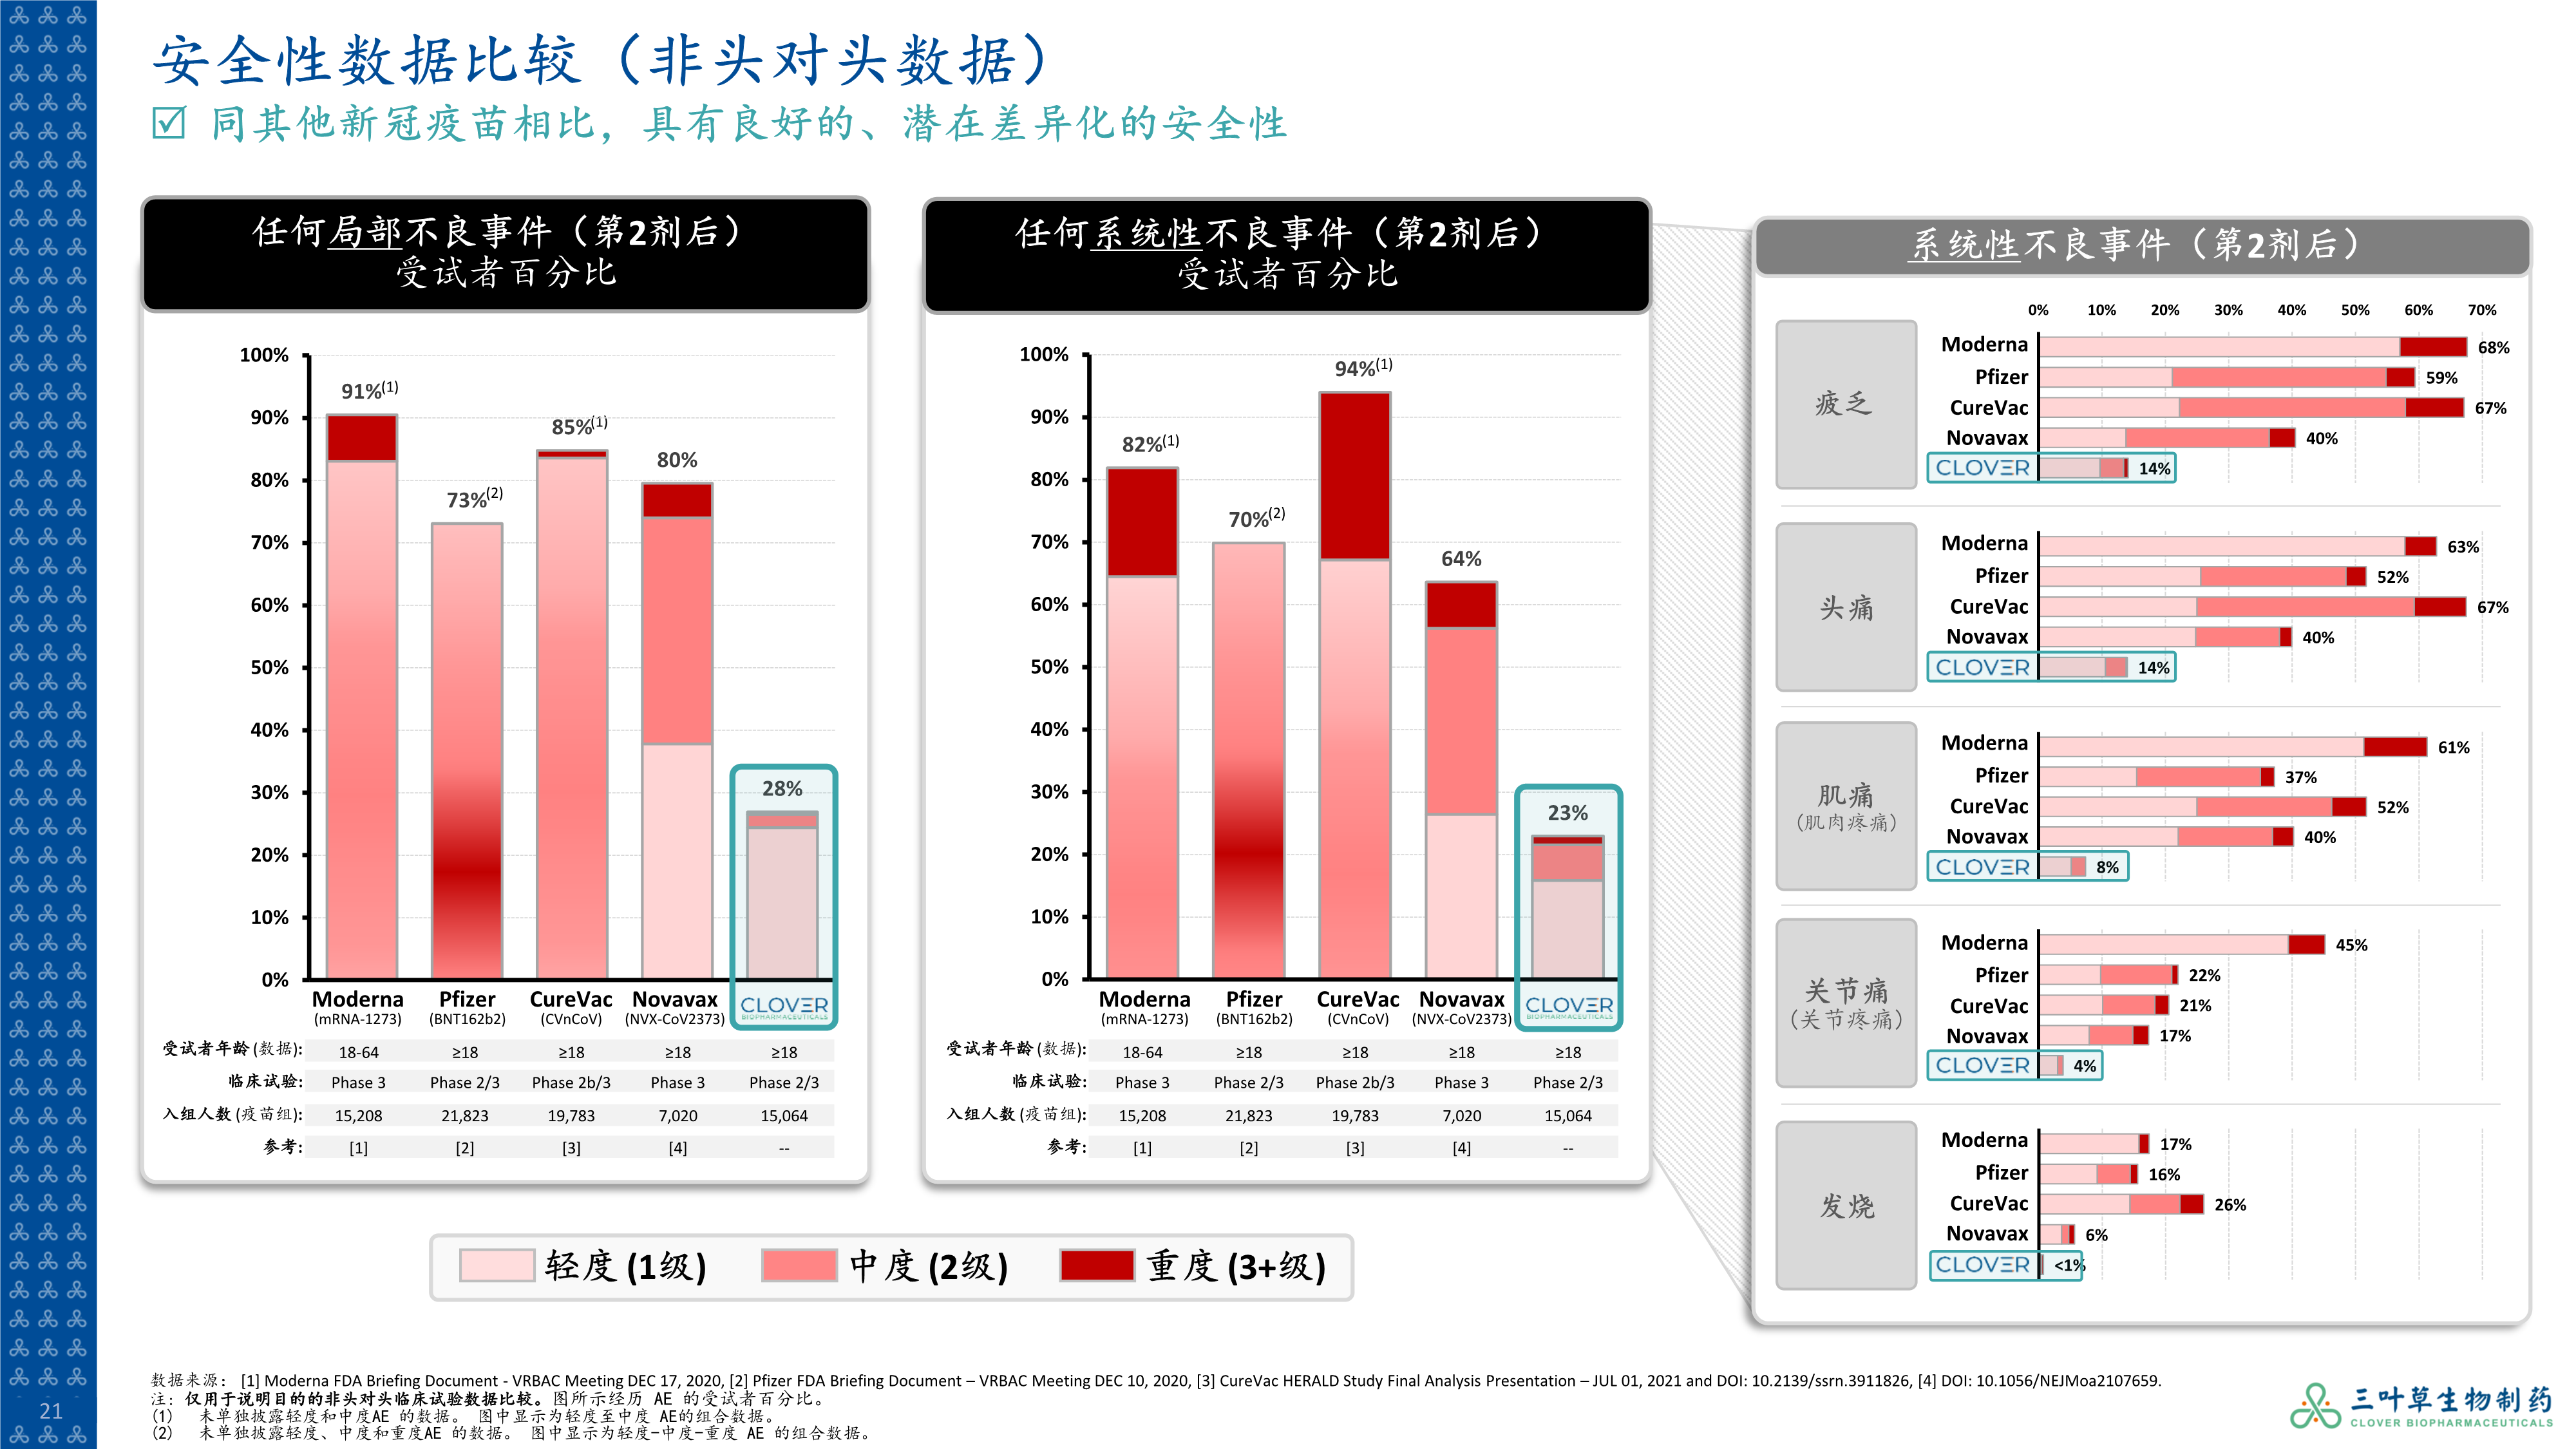 安全性数据比较（非头对头数据）
☑ 同其他新冠疫苗相比，具有良好的、潜在差异化的安全性
任何局部不良事件（第2剂后）
受试者百分比
100%
90%
80%
70%
60%
50%
40%
30%
20%
10%
0%
91%(1)
73%(2)
85%(1)
80%
28%
Moderna Pfizer CureVac Novavax CLOVER
(mRNA-1273) (BNT162b2) (CVnCoV) (NVX-CoV2373) BIOPHARMACEUTICALS
受试者年龄 (数据): 18-64 ≥18 ≥18 ≥18 ≥18
临床试验: Phase 3 Phase 2/3 Phase 2b/3 Phase 3 Phase 2/3
入组人数 (疫苗组): 15,208 21,823 19,783 7,020 15,064
参考: [1] [2] [3] [4] --
任何系统性不良事件（第2剂后）
受试者百分比
100%
90%
80%
70%
60%
50%
40%
30%
20%
10%
0%
82%(1)
70%(2)
94%(1)
64%
23%
Moderna Pfizer CureVac Novavax CLOVER
(mRNA-1273) (BNT162b2) (CVnCoV) (NVX-CoV2373) BIOPHARMACEUTICALS
受试者年龄 (数据): 18-64 ≥18 ≥18 ≥18 ≥18
临床试验: Phase 3 Phase 2/3 Phase 2b/3 Phase 3 Phase 2/3
入组人数 (疫苗组): 15,208 21,823 19,783 7,020 15,064
参考: [1] [2] [3] [4] --
轻度 (1级) 中度 (2级) 重度 (3+级)
系统性不良事件（第2剂后）
0% 10% 20% 30% 40% 50% 60% 70%
疲乏
Moderna 68%
Pfizer 59%
CureVac 67%
Novavax 40%
CLOVER 14%
头痛
Moderna 63%
Pfizer 52%
CureVac 67%
Novavax 40%
CLOVER 14%
肌痛
（肌肉疼痛）
Moderna 61%
Pfizer 37%
CureVac 52%
Novavax 40%
CLOVER 8%
关节痛
（关节疼痛）
Moderna 45%
Pfizer 22%
CureVac 21%
Novavax 17%
CLOVER 4%
发烧
Moderna 17%
Pfizer 16%
CureVac 26%
Novavax 6%
CLOVER <1%
数据来源： [1] Moderna FDA Briefing Document - VRBAC Meeting DEC 17, 2020, [2] Pfizer FDA Briefing Document – VRBAC Meeting DEC 10, 2020, [3] CureVac HERALD Study Final Analysis Presentation – JUL 01, 2021 and DOI: 10.2139/ssrn.3911826, [4] DOI: 10.1056/NEJMoa2107659.
注：仅用于说明目的的非头对头临床试验数据比较。图所示经历 AE 的受试者百分比。
(1) 未单独披露轻度和中度AE 的数据。 图中显示为轻度至中度 AE的组合数据。
(2) 未单独披露轻度、中度和重度AE 的数据。 图中显示为轻度-中度-重度 AE 的组合数据。
21
三叶草生物制药
CLOVER BIOPHARMACEUTICALS